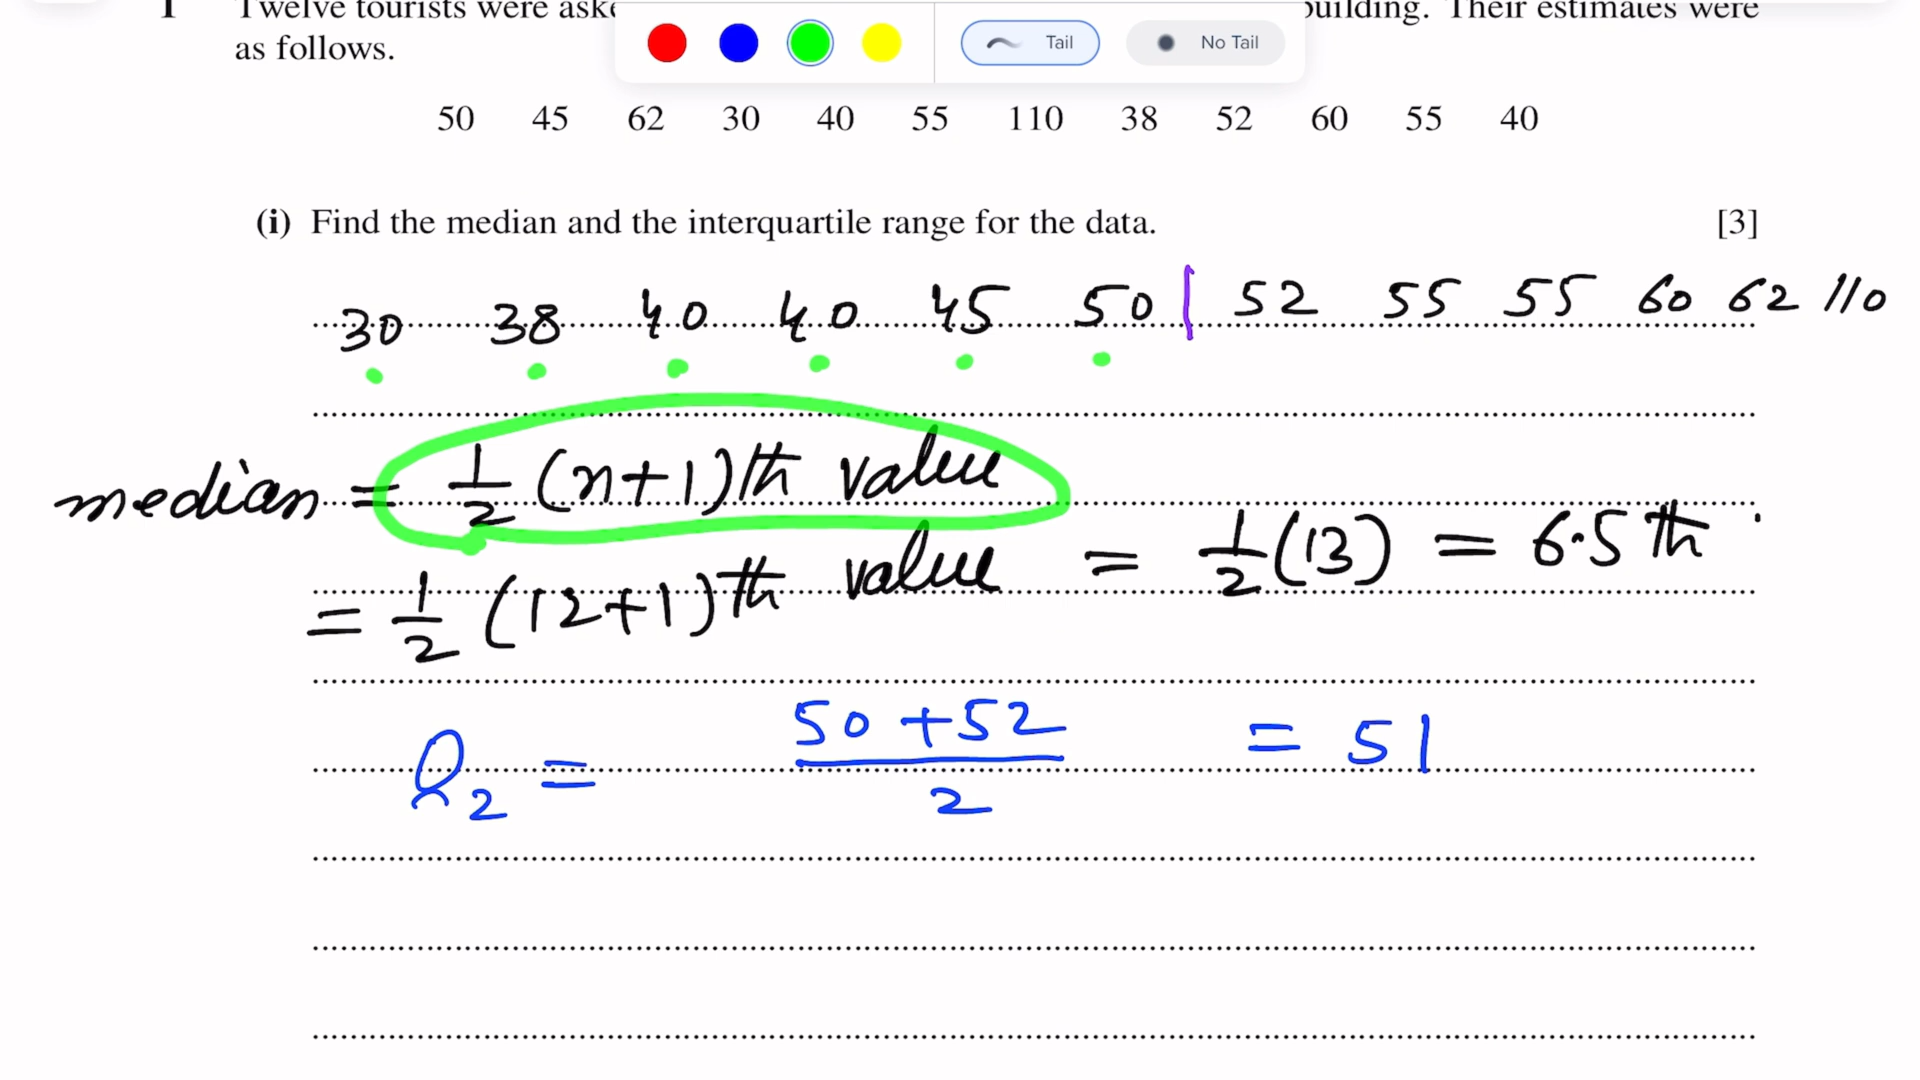 1 Twelve tourists were building. Their estimates were
as follows.
Tail No Tail
50 45 62 30 40 55 110 38 52 60 55 40
(i) Find the median and the interquartile range for the data. [3]
30 38 40 40 45 50 | 52 55 55 60 62 110
median = 1/2 (n+1)th value
= 1/2 (12+1)th value = 1/2 (13) = 6.5 th
Q2 = 50 + 52 / 2 = 51